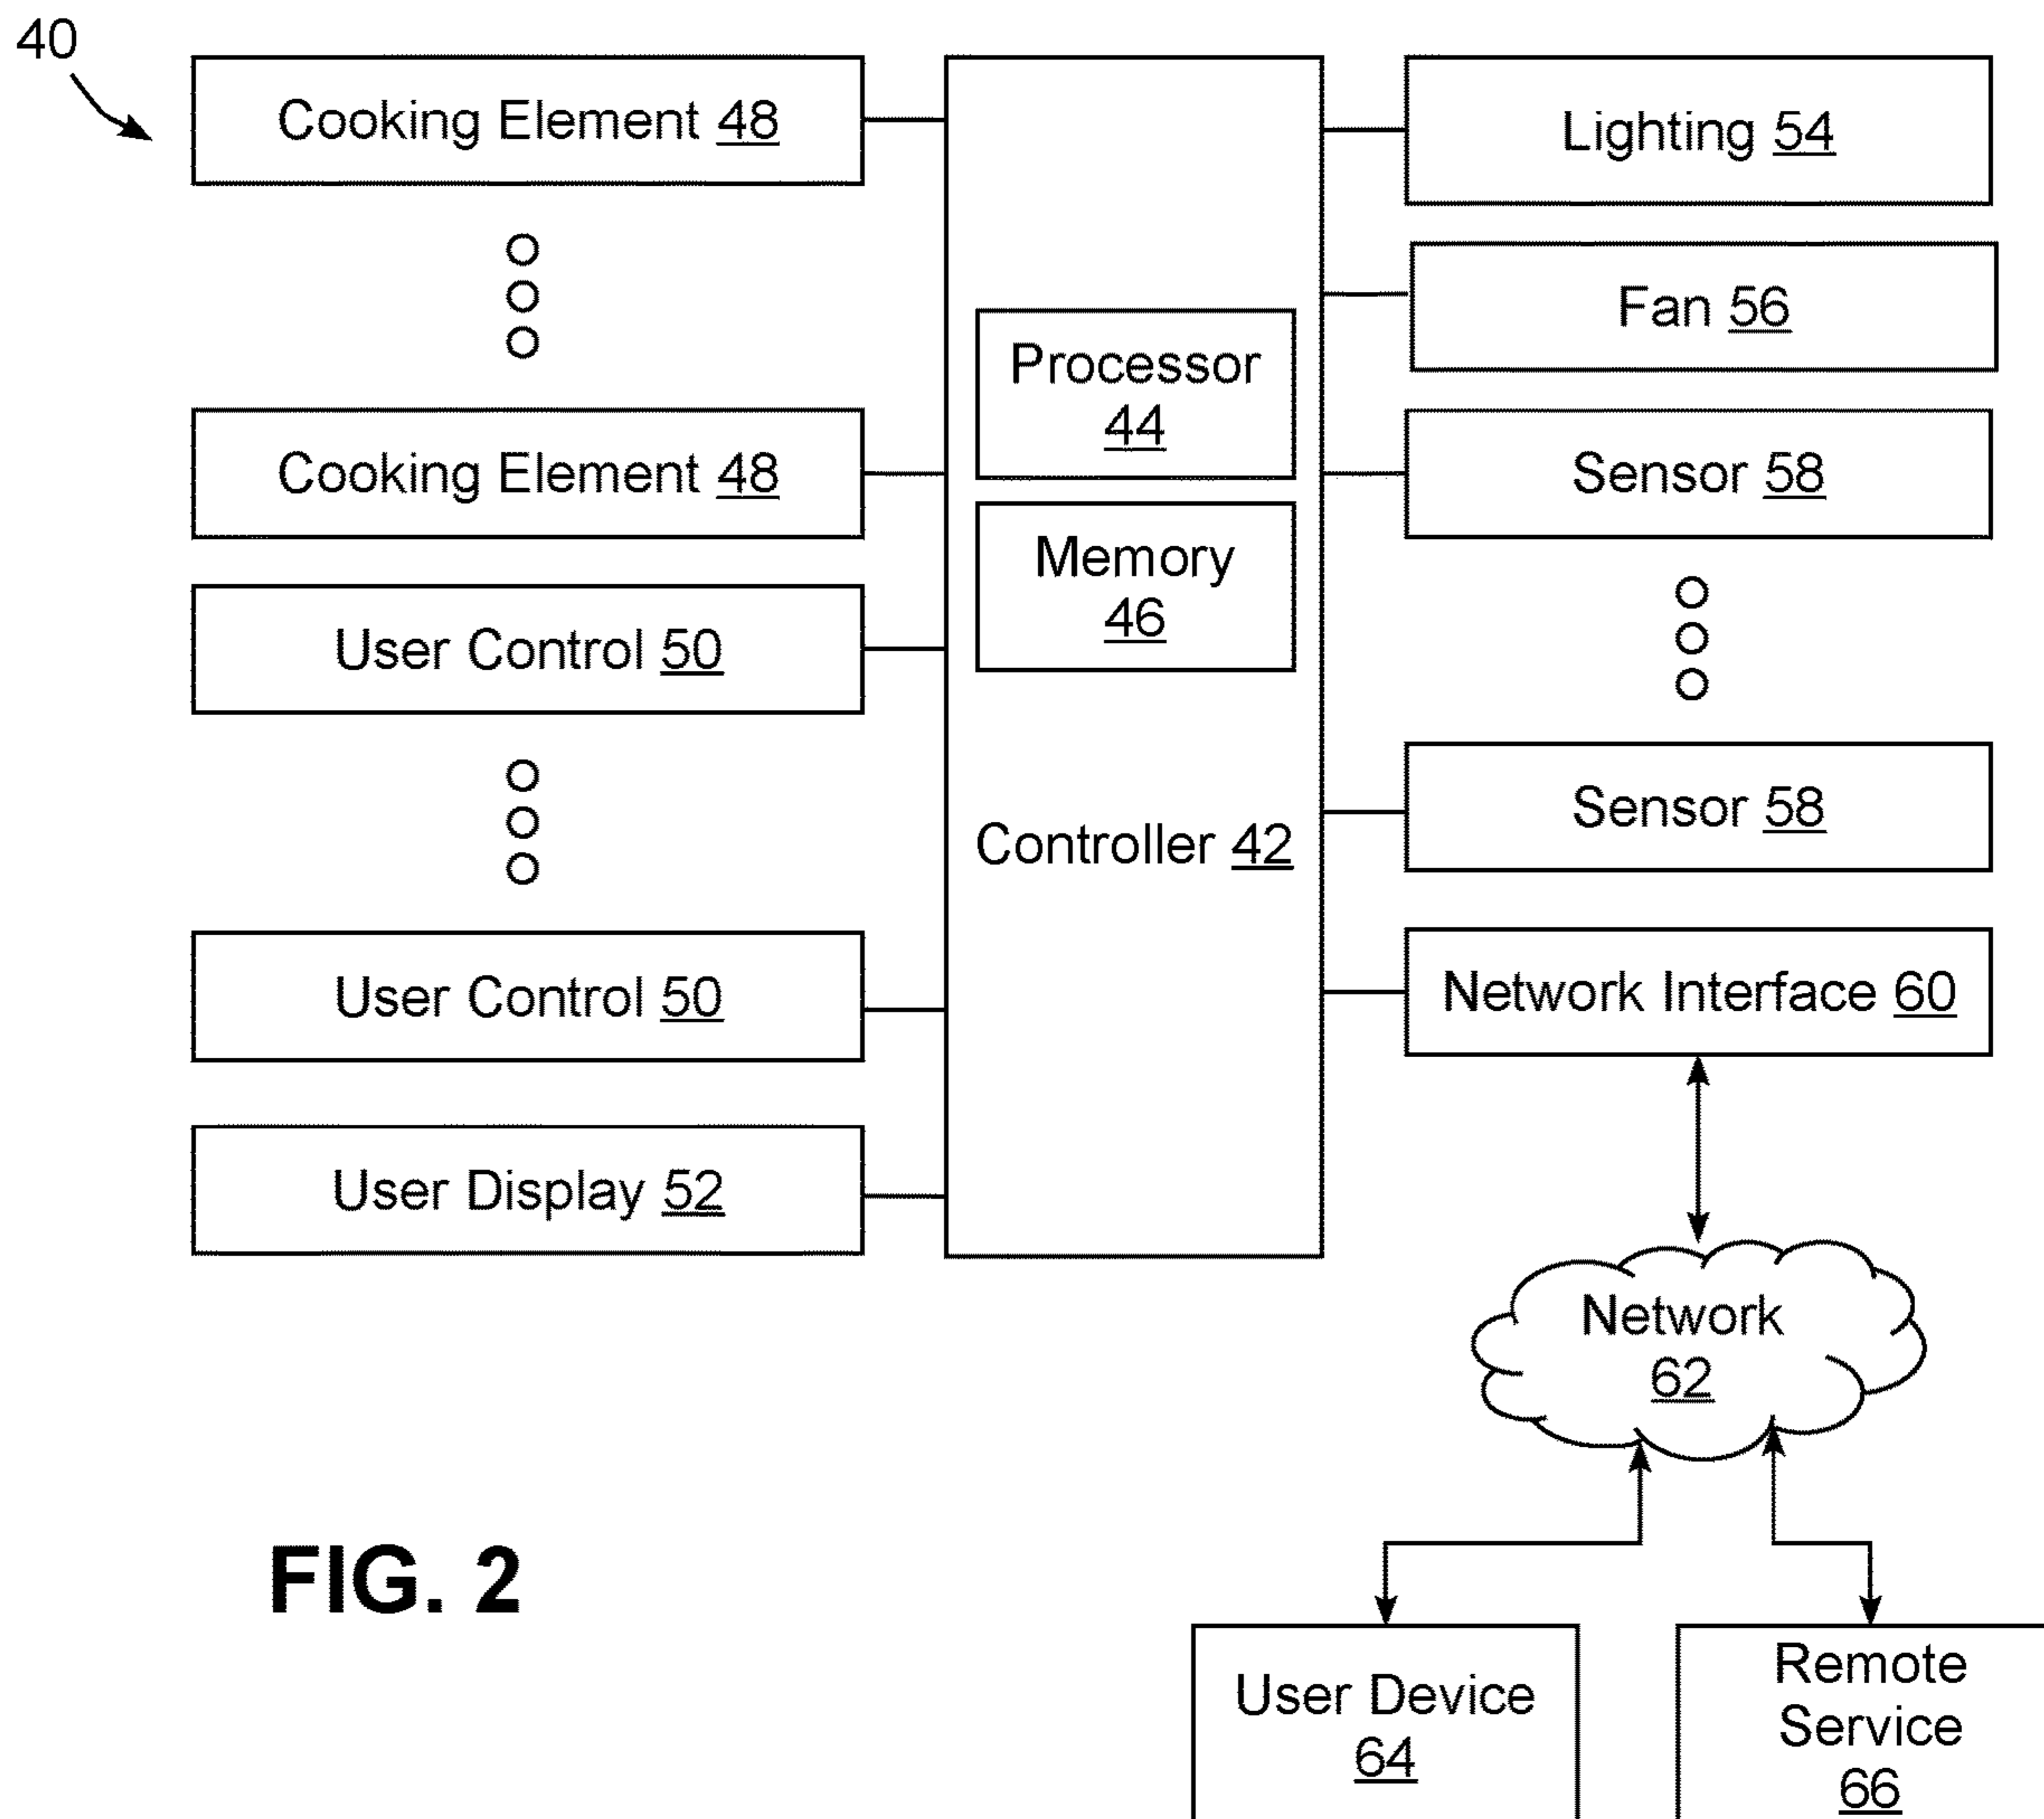 40
Cooking Element 48
Cooking Element 48
User Control 50
User Control 50
User Display 52
Processor
44
Memory
46
Controller 42
Lighting 54
Fan 56
Sensor 58
Sensor 58
Network Interface 60
Network
62
User Device
64
Remote
Service
66
FIG. 2